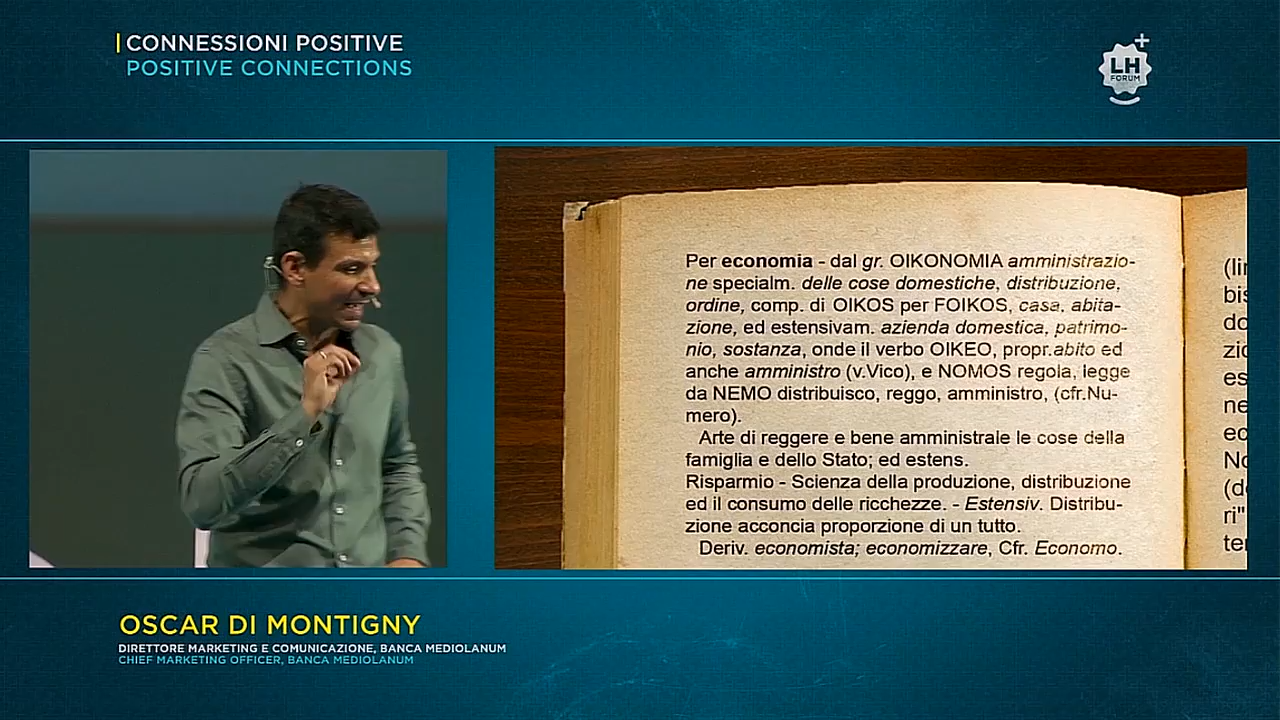 CONNESSIONI POSITIVE
POSITIVE CONNECTIONS
LH
FORUM
Per economia - dal gr. OIKONOMIA amministrazio-
ne specialm. delle cose domestiche, distribuzione,
ordine, comp. di OIKOS per FOIKOS, casa, abita-
zione, ed estensivam. azienda domestica, patrimo-
nio, sostanza, onde il verbo OIKEO, propr.abito ed
anche amministro (v.Vico), e NOMOS regola, legge
da NEMO distribuisco, reggo, amministro, (cfr.Nu-
mero).
Arte di reggere e bene amministrale le cose della
famiglia e dello Stato; ed estens.
Risparmio - Scienza della produzione, distribuzione
ed il consumo delle ricchezze. - Estensiv. Distribu-
zione acconcia proporzione di un tutto.
Deriv. economista; economizzare, Cfr. Economo.
OSCAR DI MONTIGNY
DIRETTORE MARKETING E COMUNICAZIONE, BANCA MEDIOLANUM
CHIEF MARKETING OFFICER, BANCA MEDIOLANUM